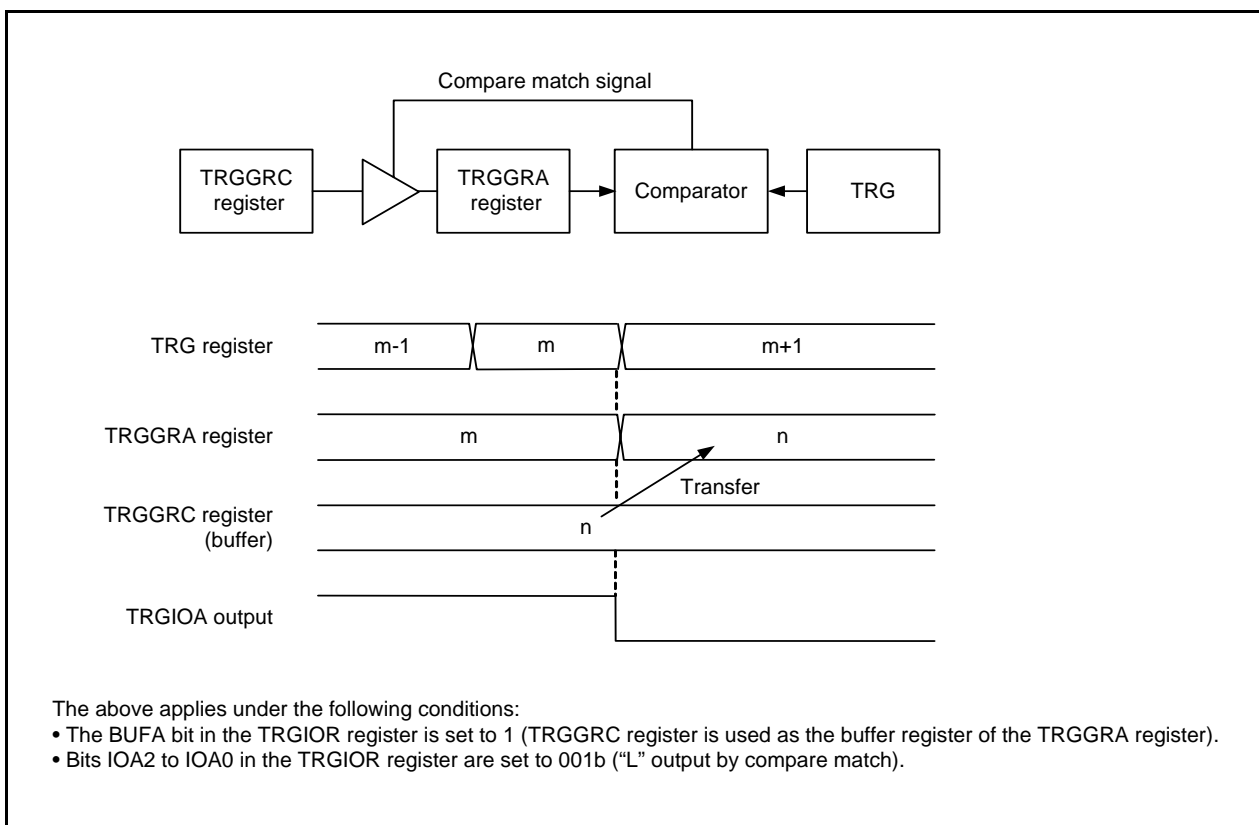 Compare match signal
TRGGRC
register
TRGGRA
register
Comparator
TRG
TRG register
m-1
m
m+1
TRGGRA register
m
n
Transfer
TRGGRC register
(buffer)
n
TRGIOA output
The above applies under the following conditions:
• The BUFA bit in the TRGIOR register is set to 1 (TRGGRC register is used as the buffer register of the TRGGRA register).
• Bits IOA2 to IOA0 in the TRGIOR register are set to 001b (“L” output by compare match).